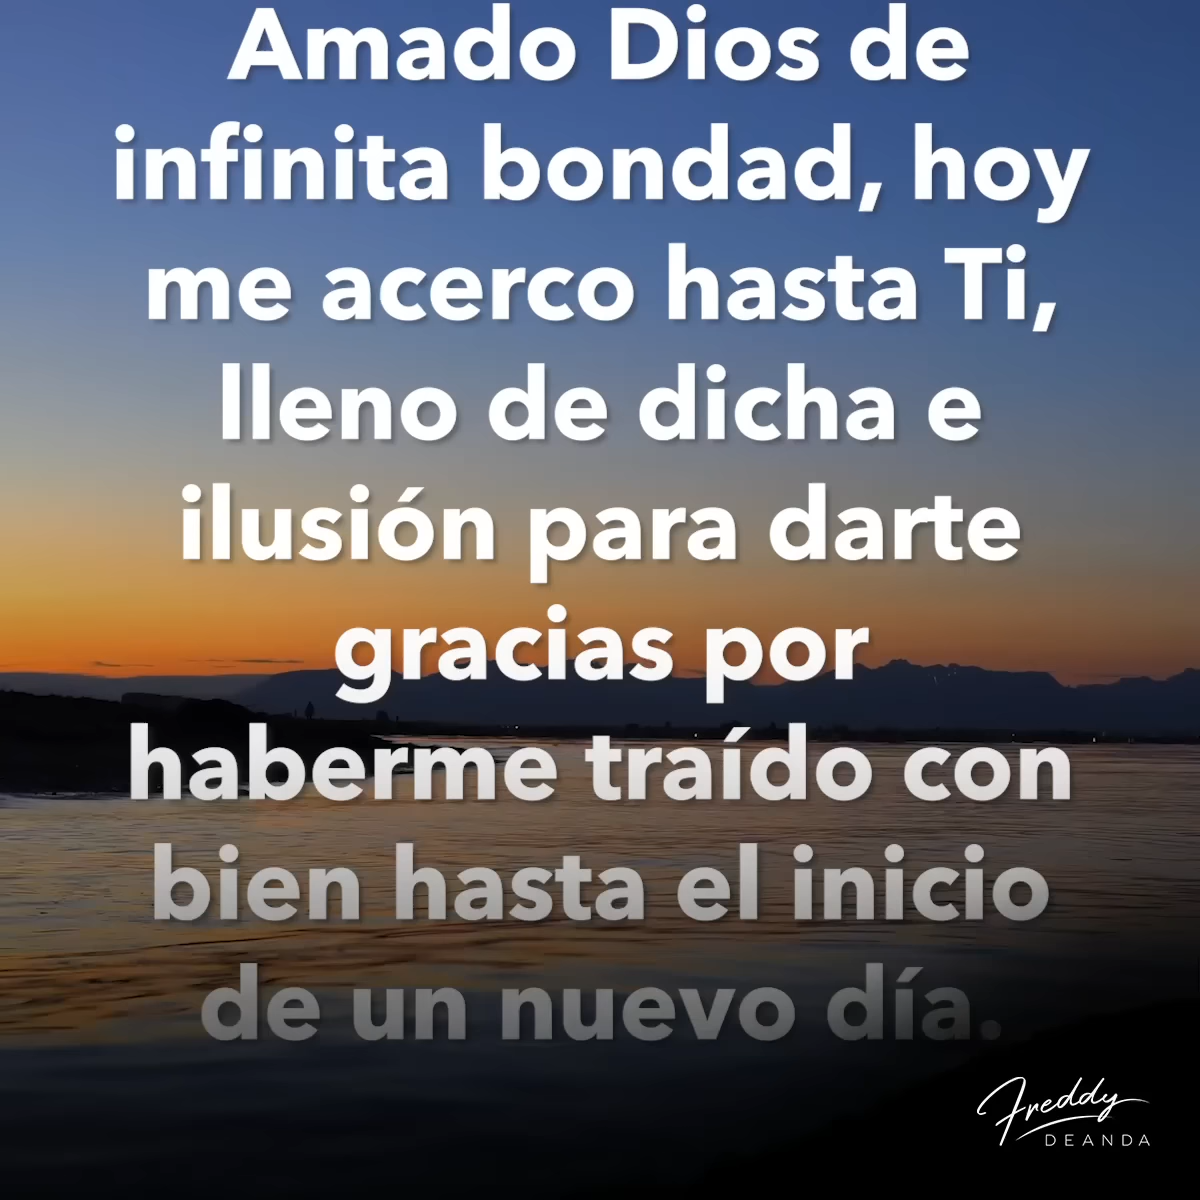 Amado Dios de
infinita bondad, hoy
me acerco hasta Ti,
lleno de dicha e
ilusión para darte
gracias por
haberme traído con
bien hasta el inicio
de un nuevo día.
Freddy
DEANDA